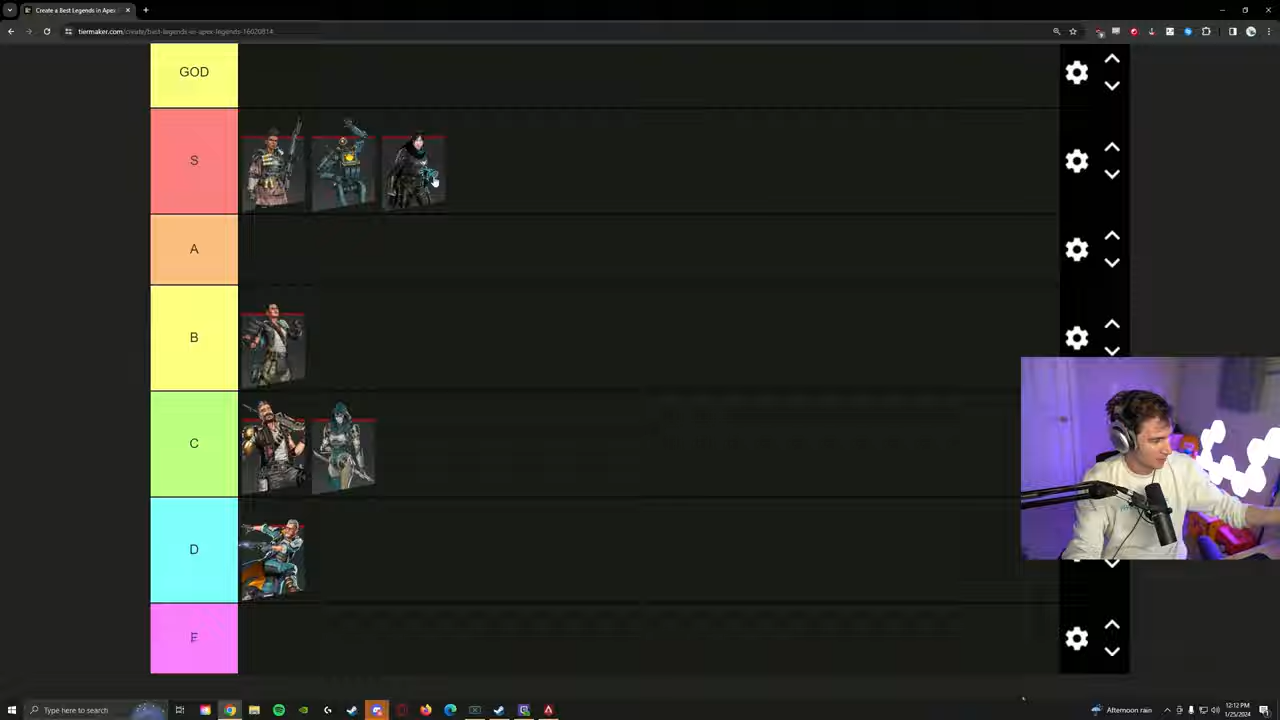 Create a Best Legends in Apex
tiermaker.com/create/best-legends-in-apex-legends-16020814
GOD
S
A
B
C
D
E
Type here to search
Afternoon rain
12:12 PM
1/25/2024